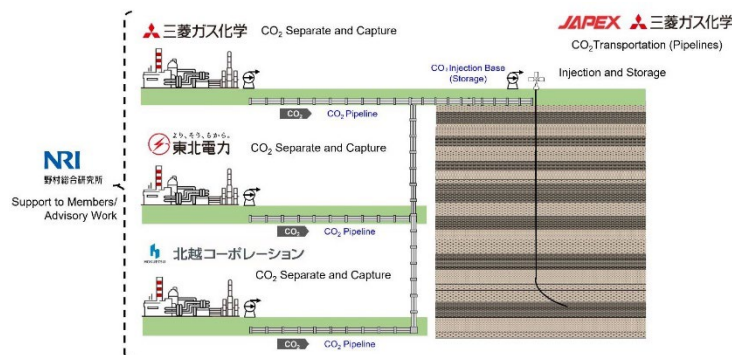 三菱ガス化学
CO₂ Separate and Capture
JAPEX 三菱ガス化学
CO₂Transportation (Pipelines)
CO₂ Injection Base
(Storage)
Injection and Storage
CO₂
CO₂ Pipeline
より、そう、ちから。
東北電力
CO₂ Separate and Capture
NRI
野村総合研究所
Support to Members/
Advisory Work
CO₂
CO₂ Pipeline
北越コーポレーション
CO₂ Separate and Capture
CO₂
CO₂ Pipeline